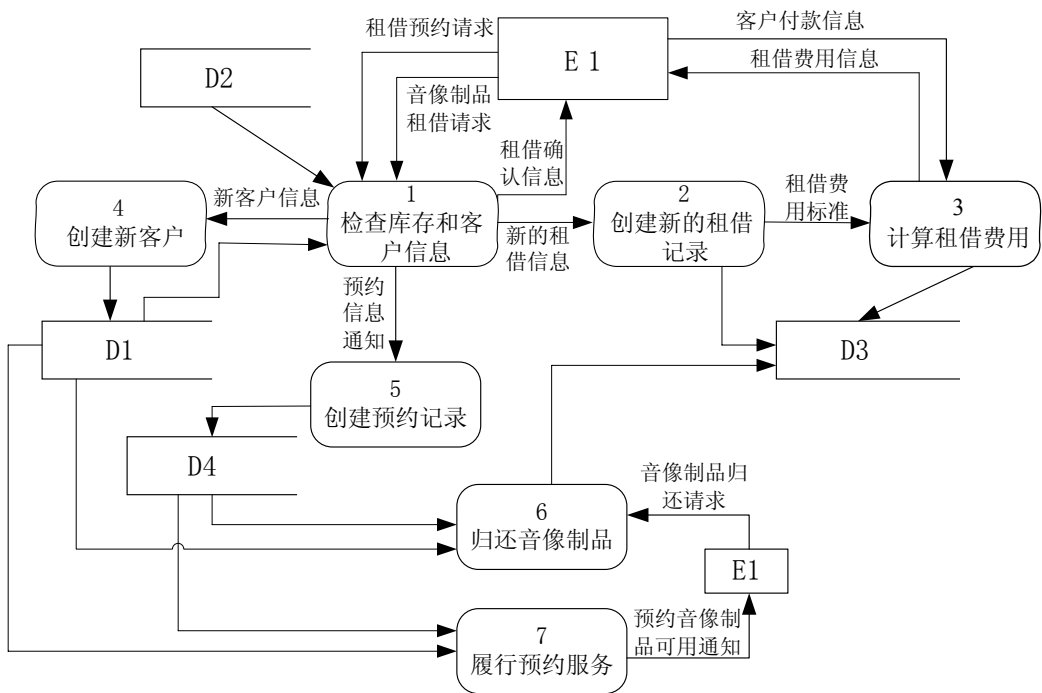 租借预约请求
E 1
客户付款信息
租借费用信息
D2
音像制品
租借请求
租借确
认信息
4
创建新客户
新客户信息
1
检查库存和客
户信息
新的租
借信息
2
创建新的租借
记录
租借费
用标准
3
计算租借费用
预约
信息
通知
D1
D3
5
创建预约记录
D4
6
归还音像制品
音像制品归
还请求
E1
7
履行预约服务
预约音像制
品可用通知